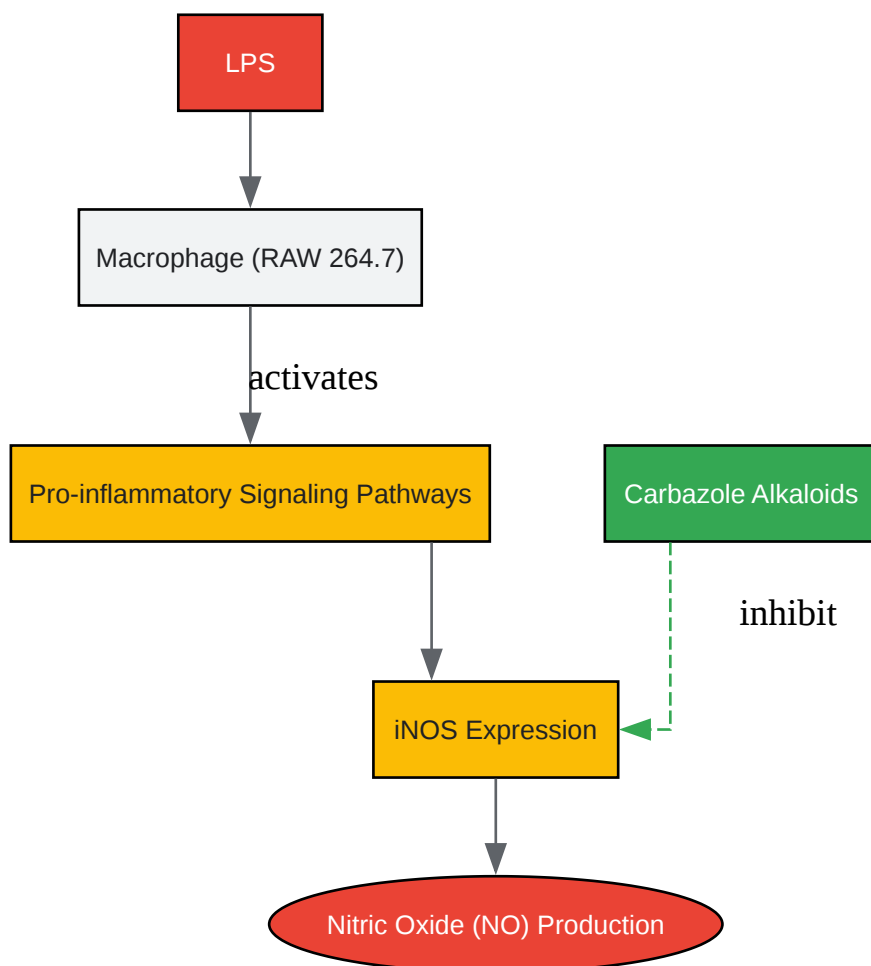 LPS
Macrophage (RAW 264.7)
activates
Pro-inflammatory Signaling Pathways
Carbazole Alkaloids
inhibit
iNOS Expression
Nitric Oxide (NO) Production